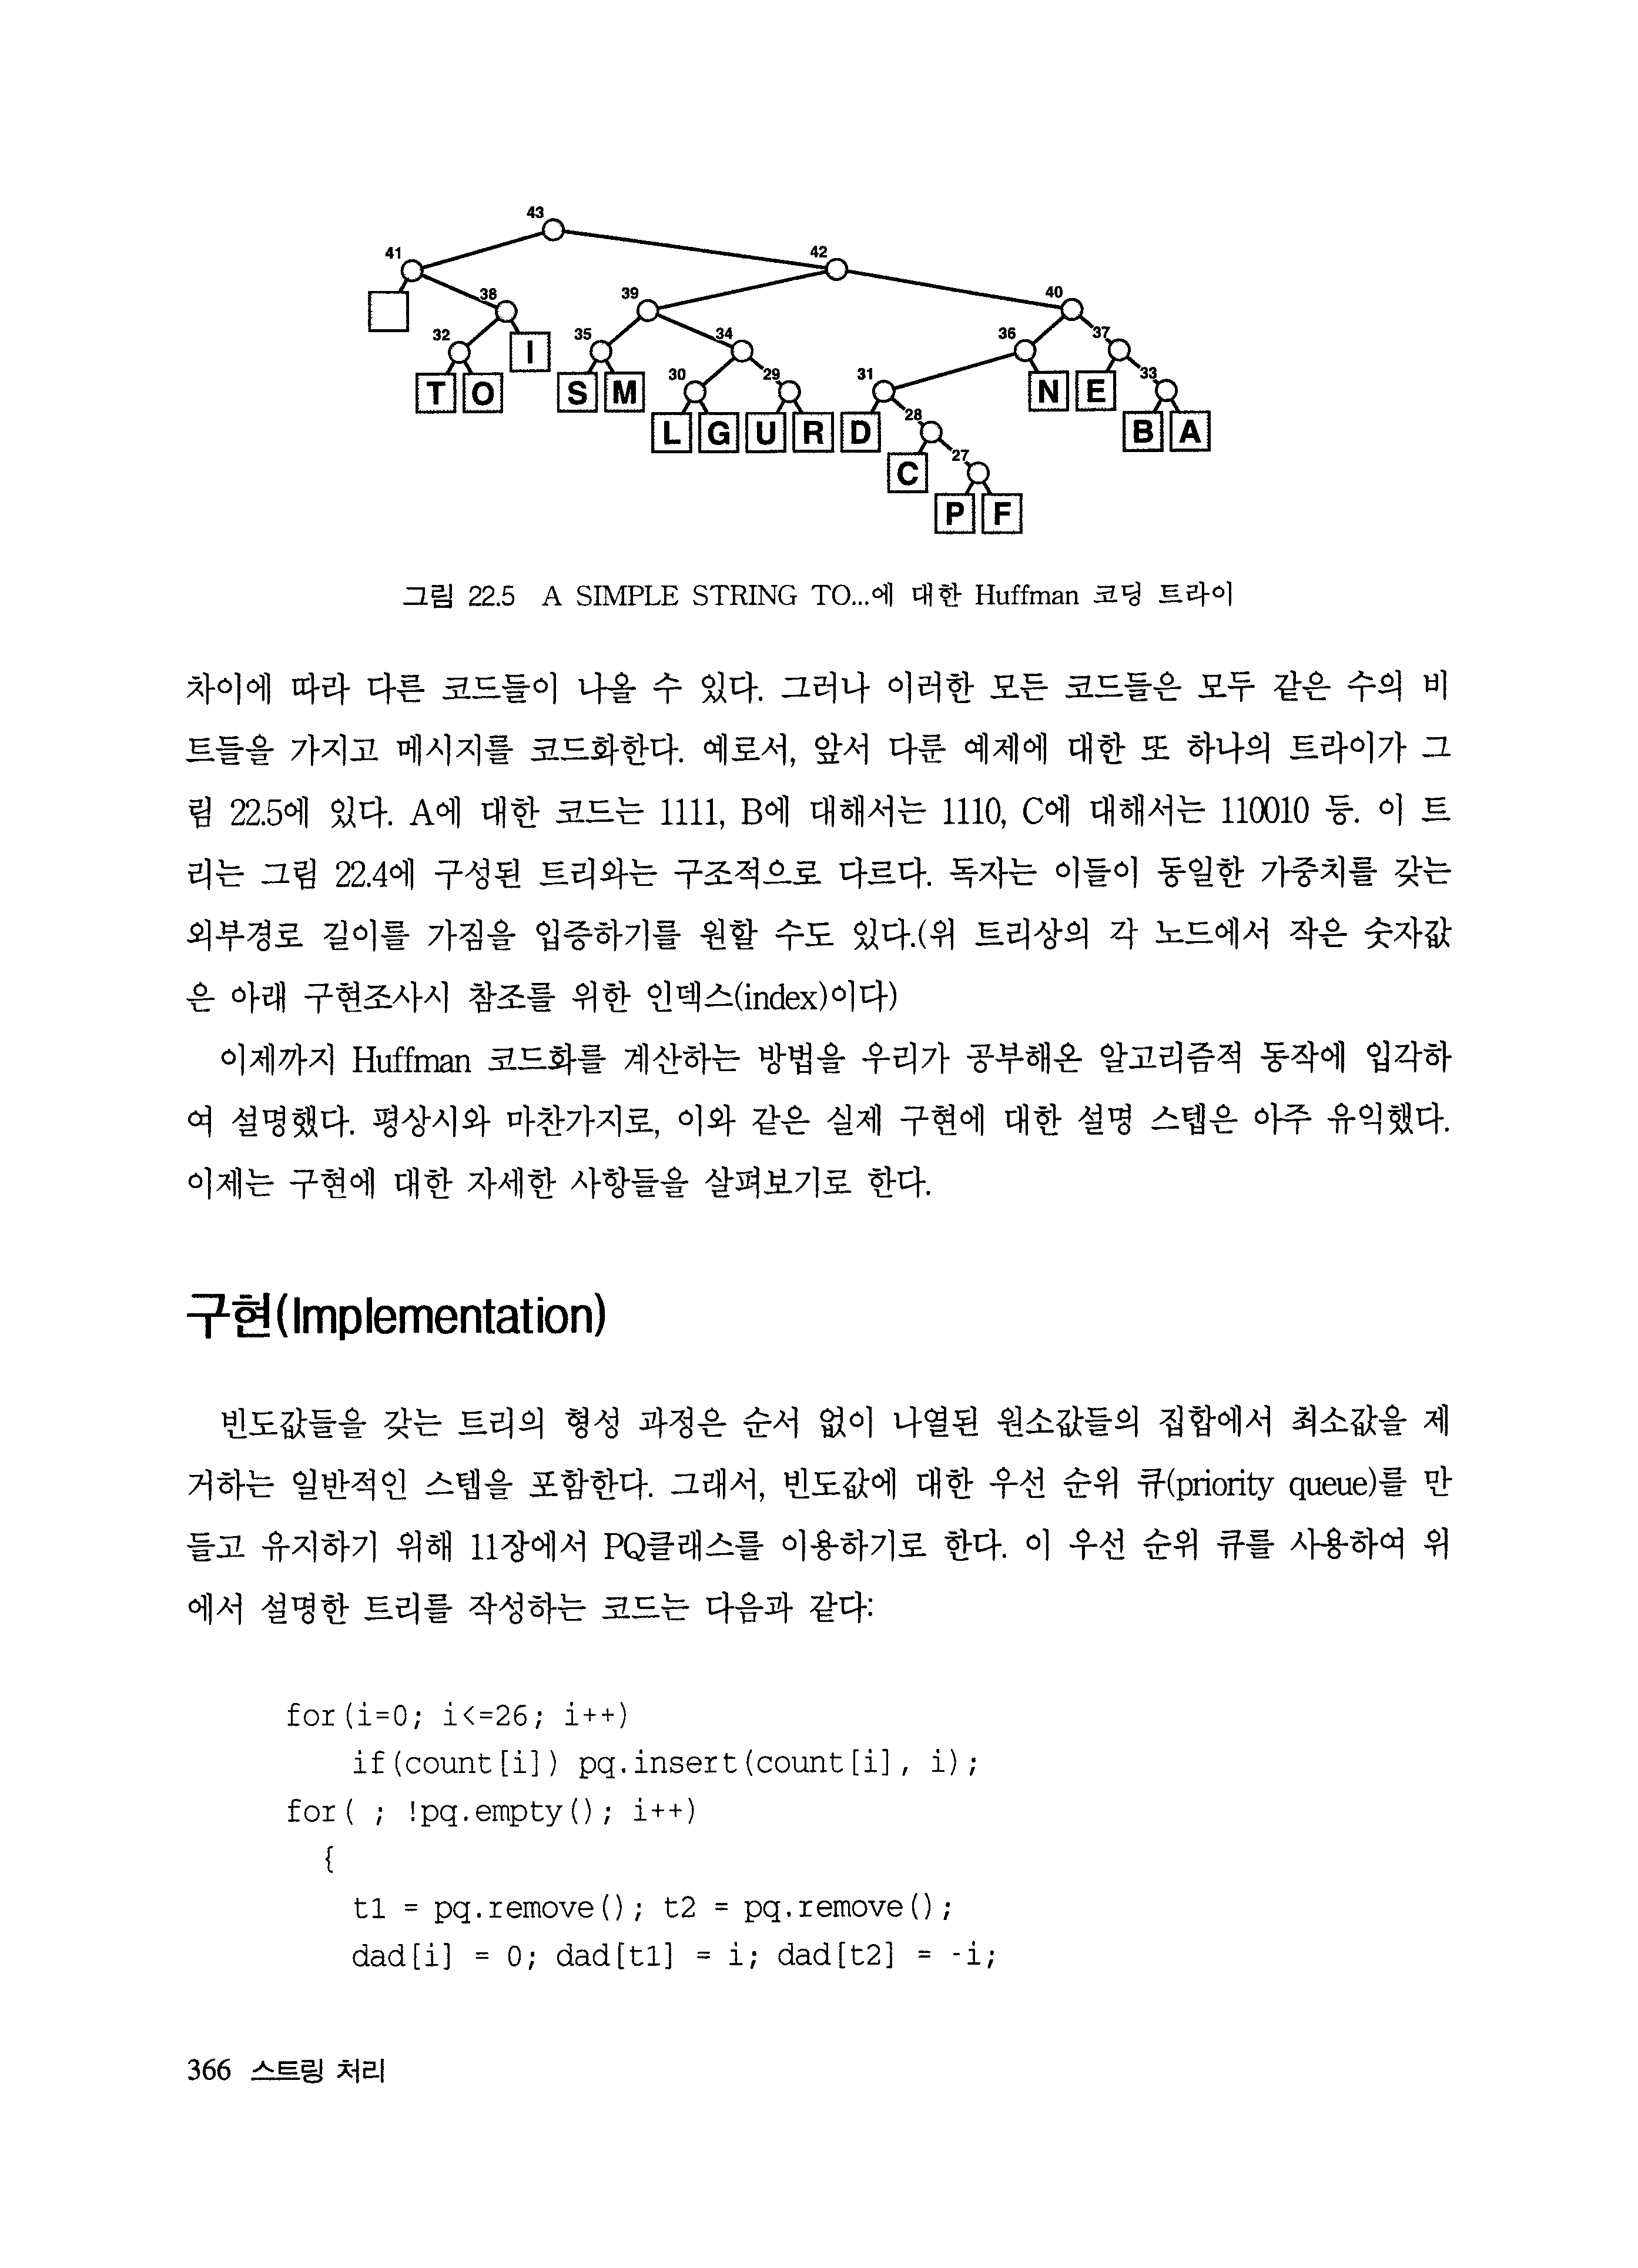 43
41 42
38 39 40
32 35 34 36 37
I
30 29 31 33
T O S M N E
28
L G U R D B A
27
C
P F
그림 22.5 A SIMPLE STRING TO...에 대한 Huffman 코딩 트라이
차이에 따라 다른 코드들이 나올 수 있다. 그러나 이러한 모든 코드들은 모두 같은 수의 비
트들을 가지고 메시지를 코드화한다. 예로서, 앞서 다룬 예제에 대한 또 하나의 트라이가 그
림 22.5에 있다. A에 대한 코드는 1111, B에 대해서는 1110, C에 대해서는 110010 등. 이 트
리는 그림 22.4에 구성된 트리와는 구조적으로 다르다. 독자는 이들이 동일한 가중치를 갖는
외부경로 길이를 가짐을 입증하기를 원할 수도 있다.(위 트리상의 각 노드에서 작은 숫자값
은 아래 구현조사시 참조를 위한 인덱스(index)이다)
이제까지 Huffman 코드화를 계산하는 방법을 우리가 공부해온 알고리즘적 동작에 입각하
여 설명했다. 평상시와 마찬가지로, 이와 같은 실제 구현에 대한 설명 스텝은 아주 유익했다.
이제는 구현에 대한 자세한 사항들을 살펴보기로 한다.
구현(Implementation)
빈도값들을 갖는 트리의 형성 과정은 순서 없이 나열된 원소값들의 집합에서 최소값을 제
거하는 일반적인 스텝을 포함한다. 그래서, 빈도값에 대한 우선 순위 큐(priority queue)를 만
들고 유지하기 위해 11장에서 PQ클래스를 이용하기로 한다. 이 우선 순위 큐를 사용하여 위
에서 설명한 트리를 작성하는 코드는 다음과 같다:
for(i=0; i<=26; i++)
if(count[i]) pq.insert(count[i], i);
for( ; !pq.empty(); i++)
{
t1 = pq.remove(); t2 = pq.remove();
dad[i] = 0; dad[t1] = i; dad[t2] = -i;
366 스트링 처리